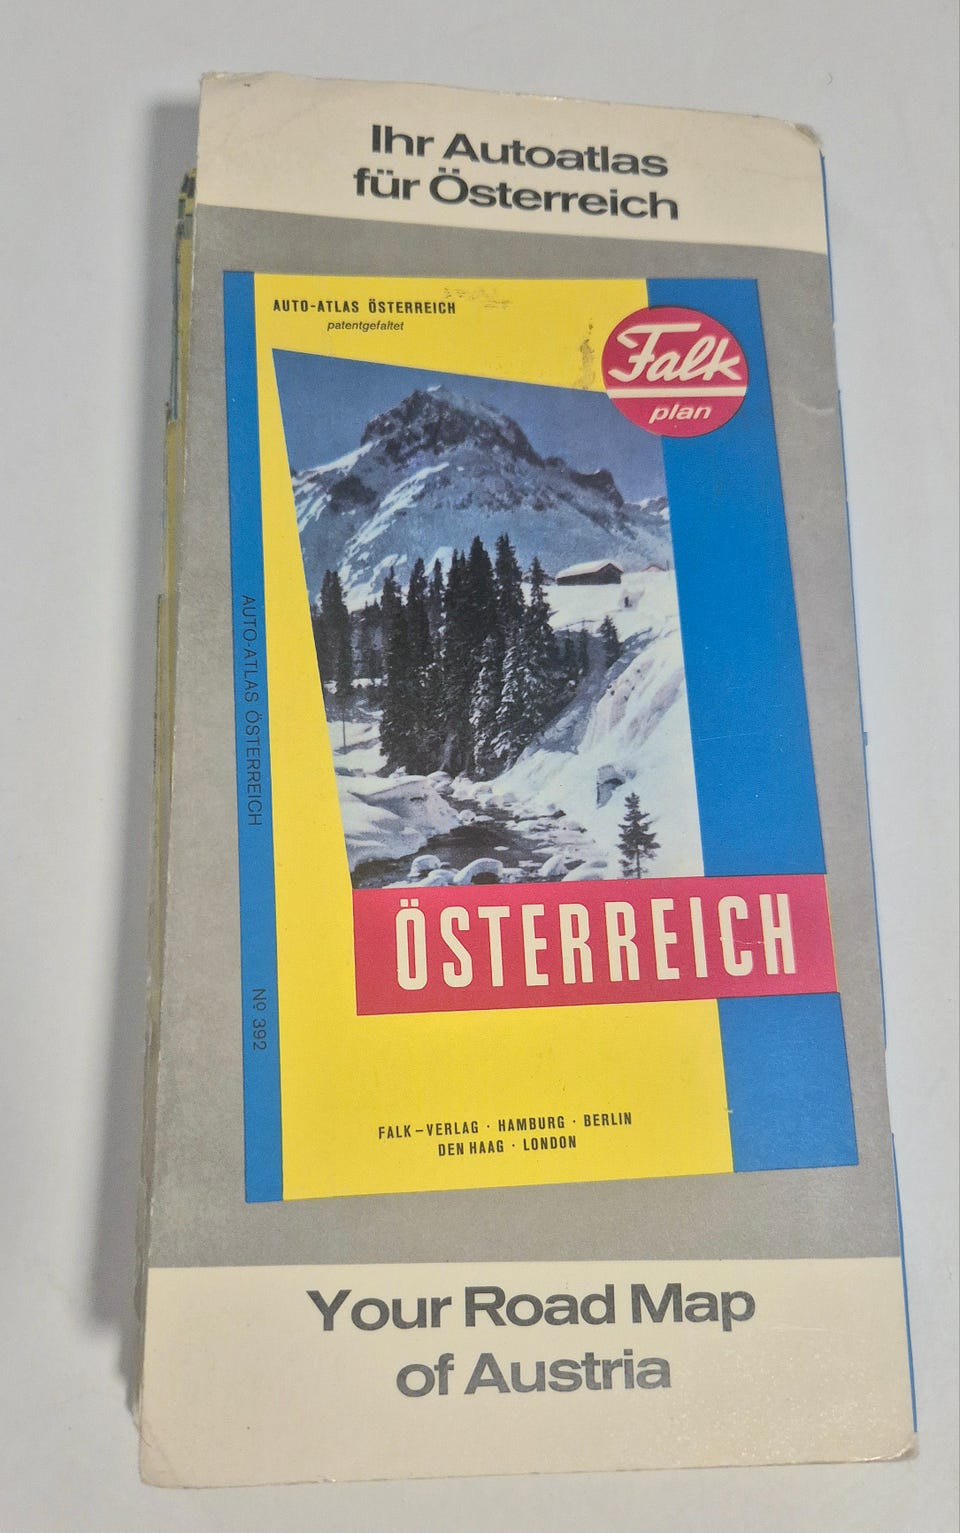 Ihr Autoatlas
für Österreich
AUTO-ATLAS ÖSTERREICH
patentgefaltet
Falk
plan
AUTO-ATLAS ÖSTERREICH
Nº 392
ÖSTERREICH
FALK-VERLAG · HAMBURG · BERLIN
DEN HAAG · LONDON
Your Road Map
of Austria